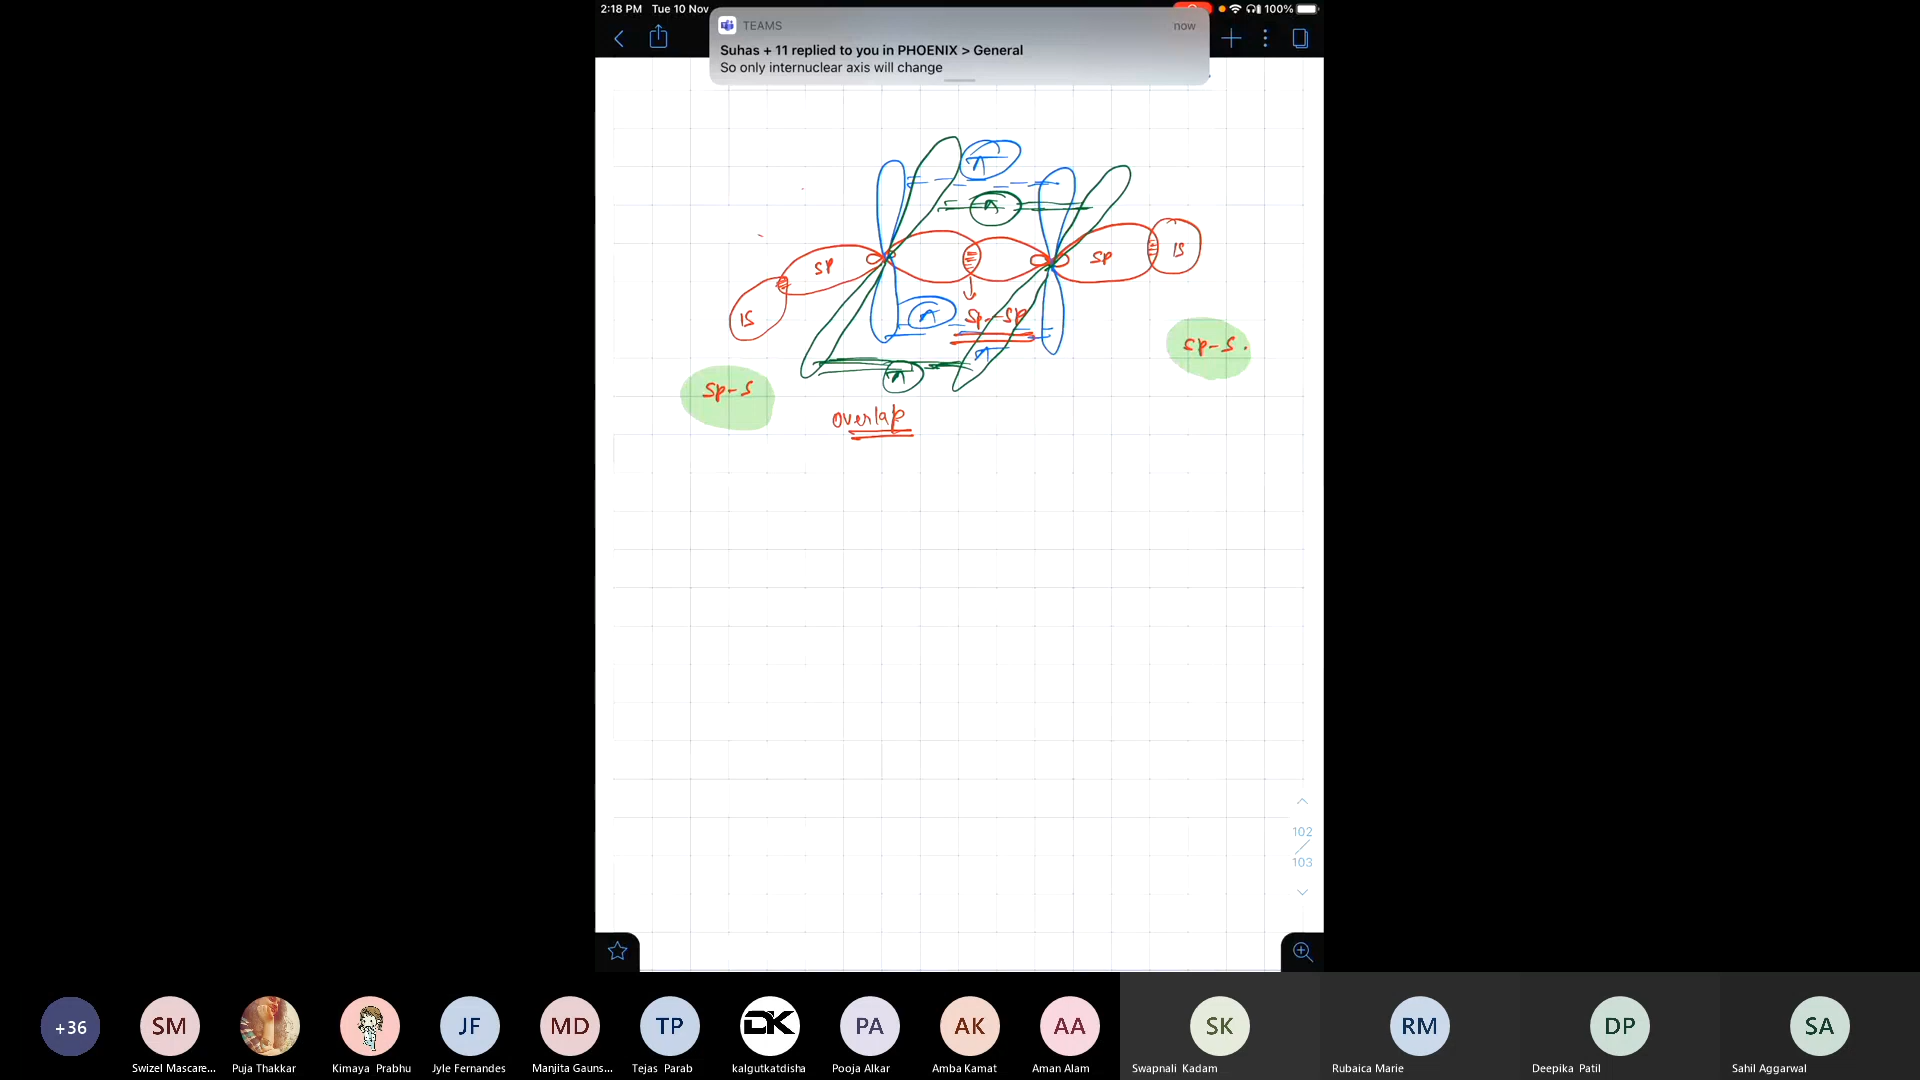 2:18 PM Tue 10 Nov
100%
TEAMS
now
Suhas + 11 replied to you in PHOENIX > General
So only internuclear axis will change
π
π
SP
SP
1S
1S
π
SP-SP
π
π
SP-S.
SP-S
overlap
102
103
+36
SM
JF
MD
TP
DK
PA
AK
AA
SK
RM
DP
SA
Swizel Mascare...
Puja Thakkar
Kimaya Prabhu
Jyle Fernandes
Manjita Gauns...
Tejas Parab
kalgutkatdisha
Pooja Alkar
Amba Kamat
Aman Alam
Swapnali Kadam
Rubaica Marie
Deepika Patil
Sahil Aggarwal